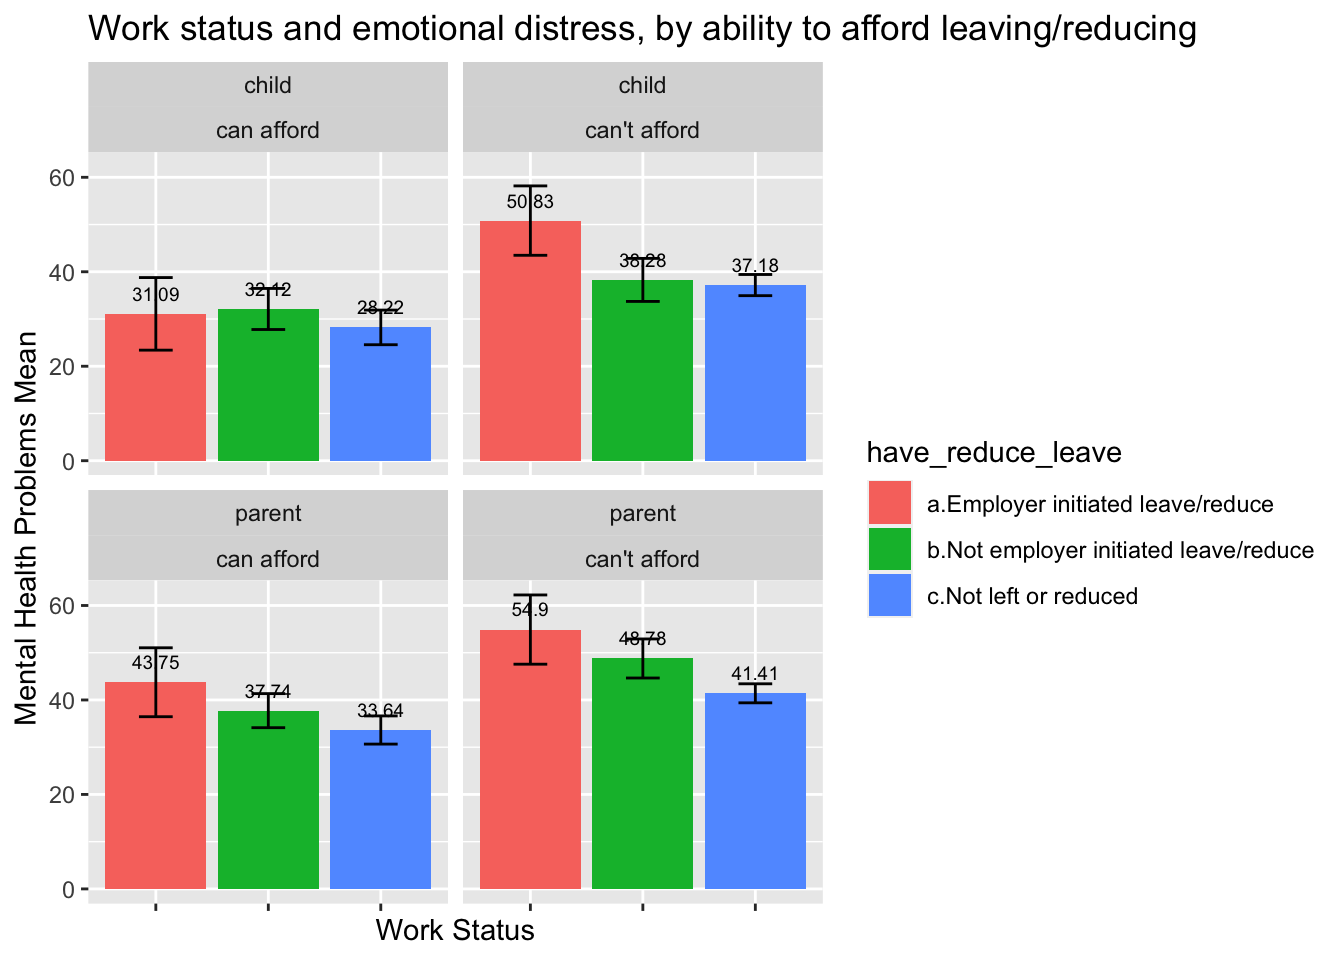 Work status and emotional distress, by ability to afford leaving/reducing
child
can afford
child
can't afford
60
40
20
0
31.09
32.12
28.22
50.83
38.28
37.18
parent
can afford
parent
can't afford
60
40
20
0
43.75
37.74
33.64
54.9
48.78
41.41
Mental Health Problems Mean
Work Status
have_reduce_leave
a.Employer initiated leave/reduce
b.Not employer initiated leave/reduce
c.Not left or reduced